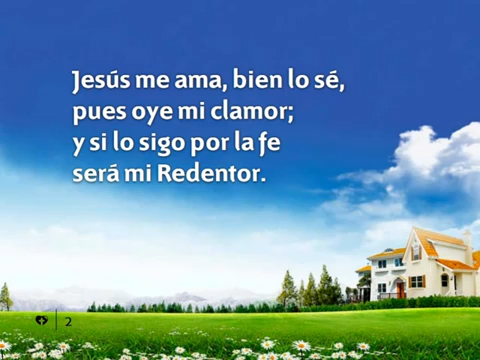 Jesús me ama, bien lo sé,
pues oye mi clamor;
y si lo sigo por la fe
será mi Redentor.
2